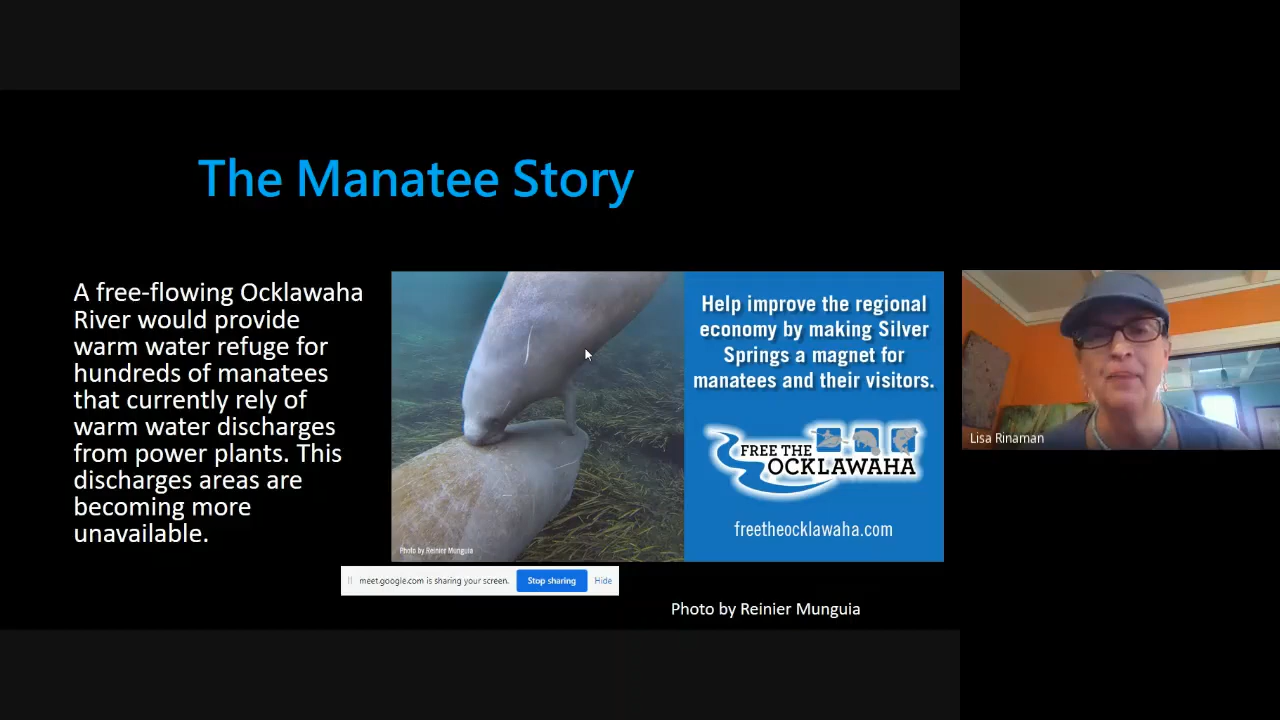 The Manatee Story
A free-flowing Ocklawaha
River would provide
warm water refuge for
hundreds of manatees
that currently rely of
warm water discharges
from power plants. This
discharges areas are
becoming more
unavailable.
Photo by Reinier Munguia
Help improve the regional
economy by making Silver
Springs a magnet for
manatees and their visitors.
FREE THE
OCKLAWAHA
freetheocklawaha.com
meet.google.com is sharing your screen. Stop sharing Hide
Photo by Reinier Munguia
Lisa Rinaman